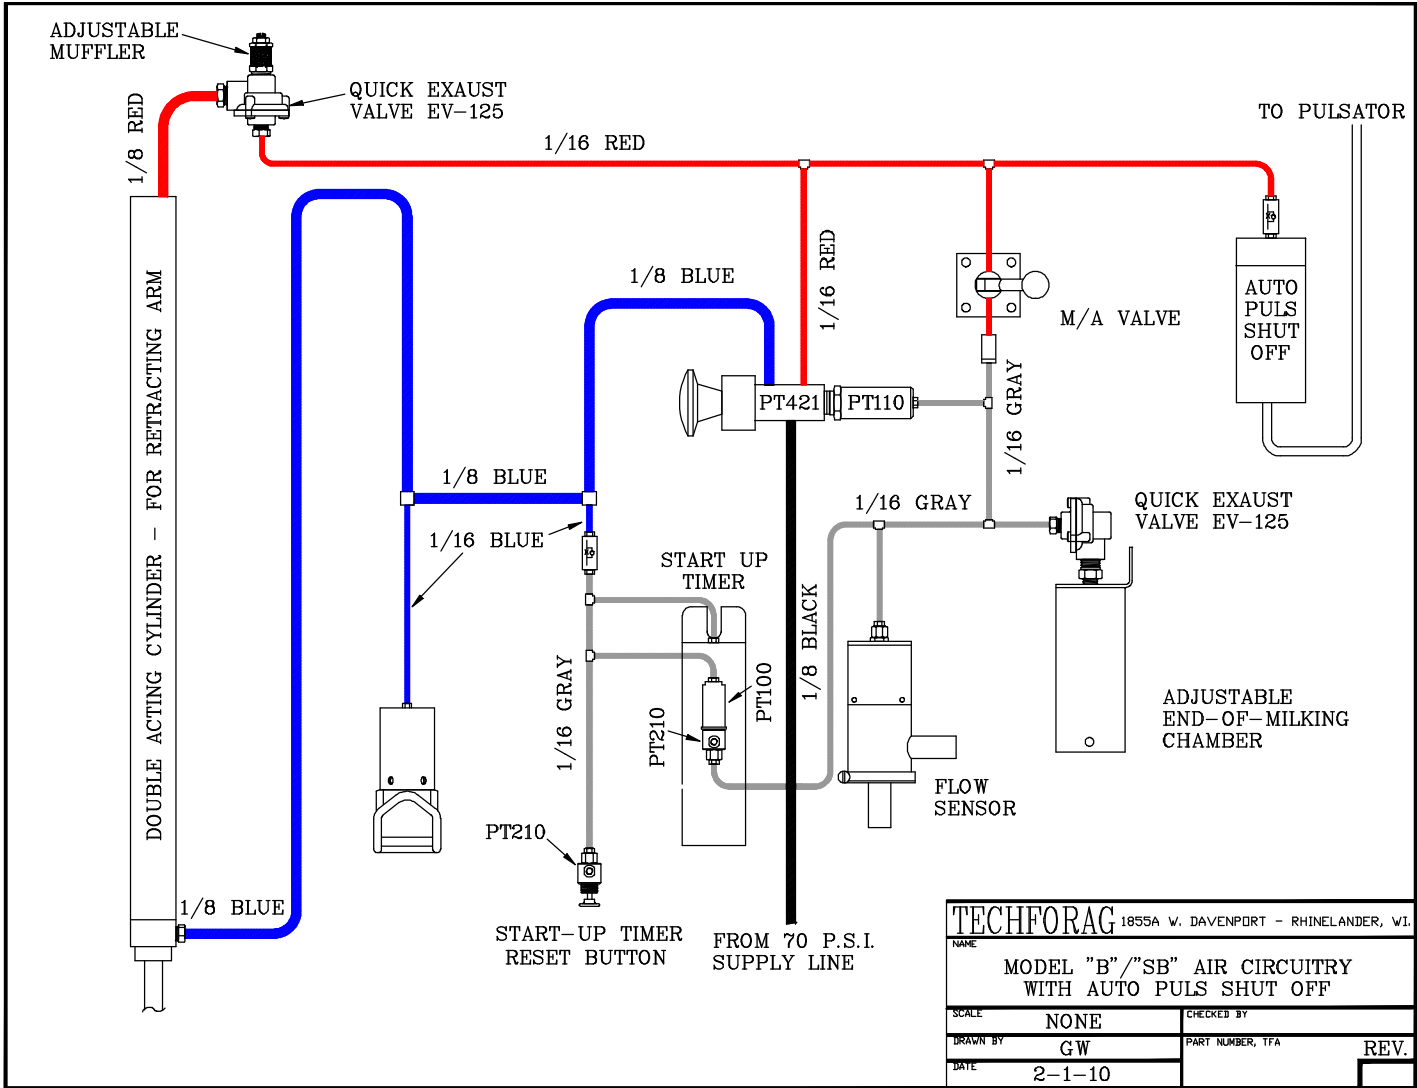 ADJUSTABLE
MUFFLER
QUICK EXAUST
VALVE EV-125
1/8 RED
1/16 RED
TO PULSATOR
1/8 BLUE
1/16 RED
M/A VALVE
AUTO
PULS
SHUT
OFF
PT421
PT110
1/16 GRAY
DOUBLE ACTING CYLINDER - FOR RETRACTING ARM
1/8 BLUE
1/16 BLUE
1/16 GRAY
QUICK EXAUST
VALVE EV-125
START UP
TIMER
1/8 BLACK
1/16 GRAY
PT100
PT210
ADJUSTABLE
END-OF-MILKING
CHAMBER
FLOW
SENSOR
PT210
1/8 BLUE
START-UP TIMER
RESET BUTTON
FROM 70 P.S.I.
SUPPLY LINE
TECHFORAG 1855A W. DAVENPORT - RHINELANDER, WI.
NAME
MODEL "B"/"SB" AIR CIRCUITRY
WITH AUTO PULS SHUT OFF
SCALE NONE
CHECKED BY
DRAWN BY GW
PART NUMBER, TFA
REV.
DATE 2-1-10